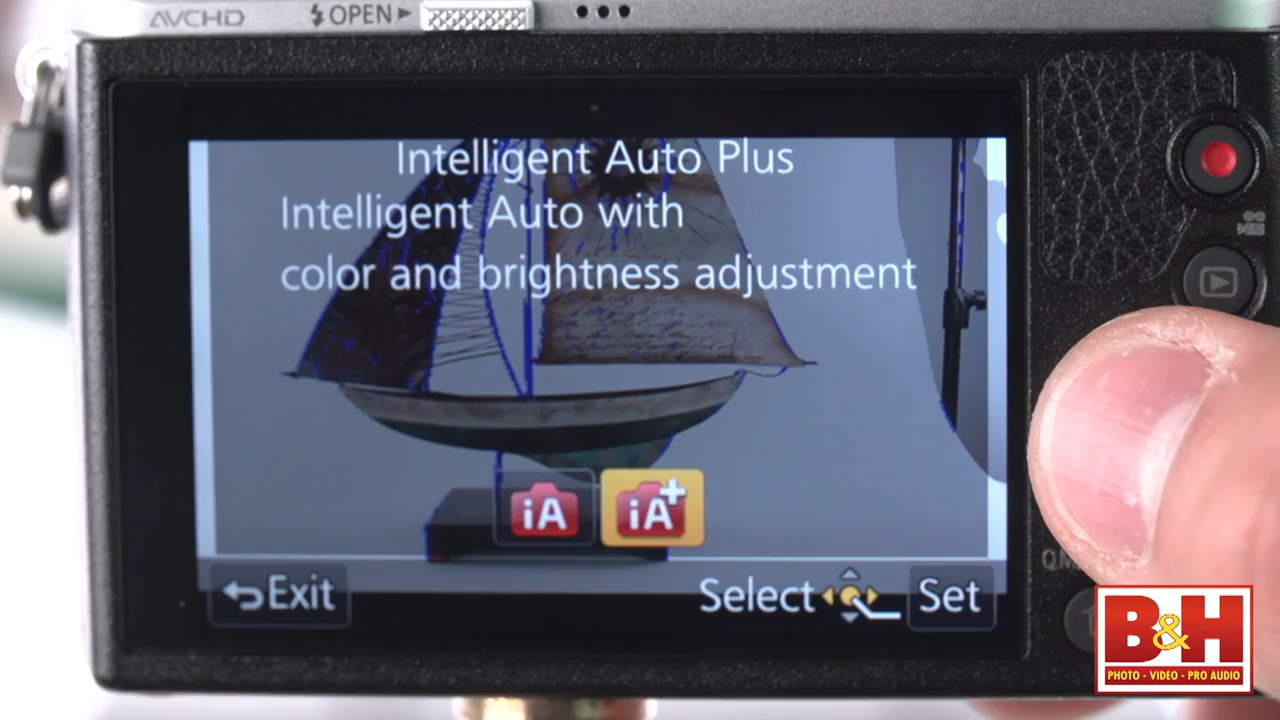 AVCHD
OPEN
Intelligent Auto Plus
Intelligent Auto with
color and brightness adjustment
iA
iA+
Exit
Select
Set
B&H
PHOTO - VIDEO - PRO AUDIO